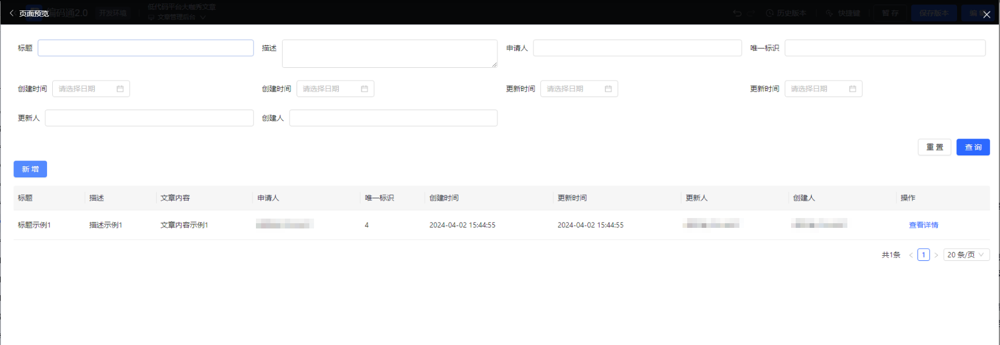 页面预览
编码通2.0
开发环境
低代码平台大咖秀文章
文章管理后台
历史版本
快捷键
暂 存
保存版本
编
标题
描述
申请人
唯一标识
创建时间 请选择日期
创建时间 请选择日期
更新时间 请选择日期
更新时间 请选择日期
更新人
创建人
重 置
查 询
新 增
标题 描述 文章内容 申请人 唯一标识 创建时间 更新时间 更新人 创建人 操作
标题示例1 描述示例1 文章内容示例1 4 2024-04-02 15:44:55 2024-04-02 15:44:55 查看详情
共1条 < 1 > 20 条/页